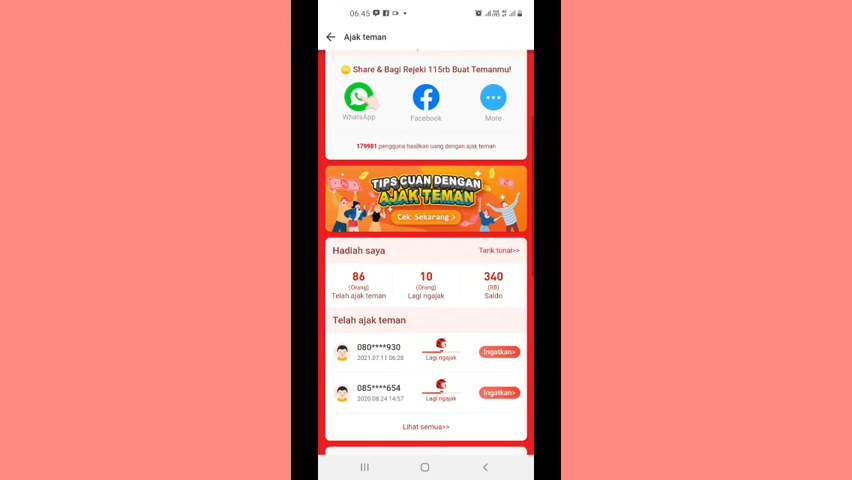 06.45
Ajak teman
Share & Bagi Rejeki 115rb Buat Temanmu!
WhatsApp
Facebook
More
179981 pengguna hasilkan uang dengan ajak teman
TIPS CUAN DENGAN
AJAK TEMAN
Cek Sekarang >
Hadiah saya
Tarik tunai>>
86
10
340
(Orang)
(Orang)
(RB)
Telah ajak teman
Lagi ngajak
Saldo
Telah ajak teman
080****930
2021.07.11 06:28
Lagi ngajak
Ingatkan>
085****654
2020.08.24 14:57
Lagi ngajak
Ingatkan>
Lihat semua>>